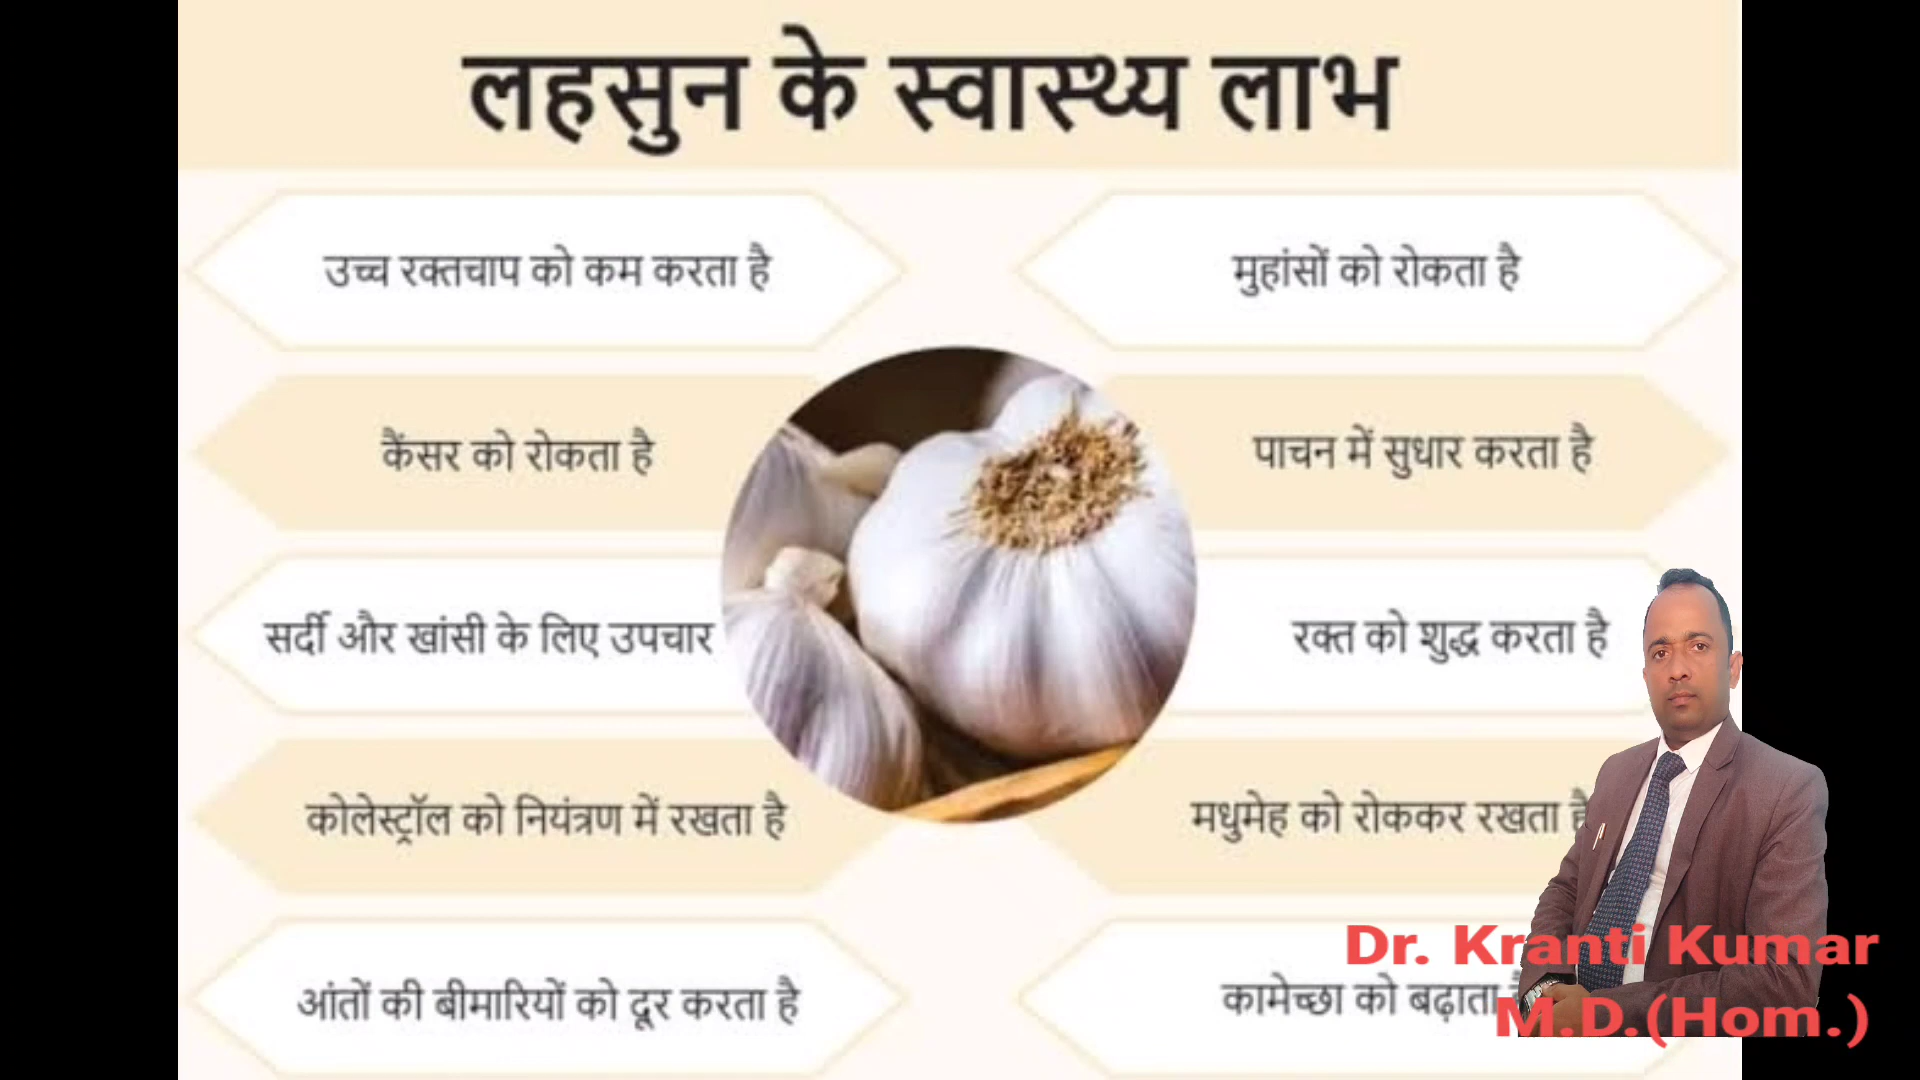 लहसुन के स्वास्थ्य लाभ
उच्च रक्तचाप को कम करता है
मुहांसों को रोकता है
कैंसर को रोकता है
पाचन में सुधार करता है
सर्दी और खांसी के लिए उपचार
रक्त को शुद्ध करता है
कोलेस्ट्रॉल को नियंत्रण में रखता है
मधुमेह को रोककर रखता है
आंतों की बीमारियों को दूर करता है
कामेच्छा को बढ़ाता
Dr. Kranti Kumar
M.D.(Hom.)